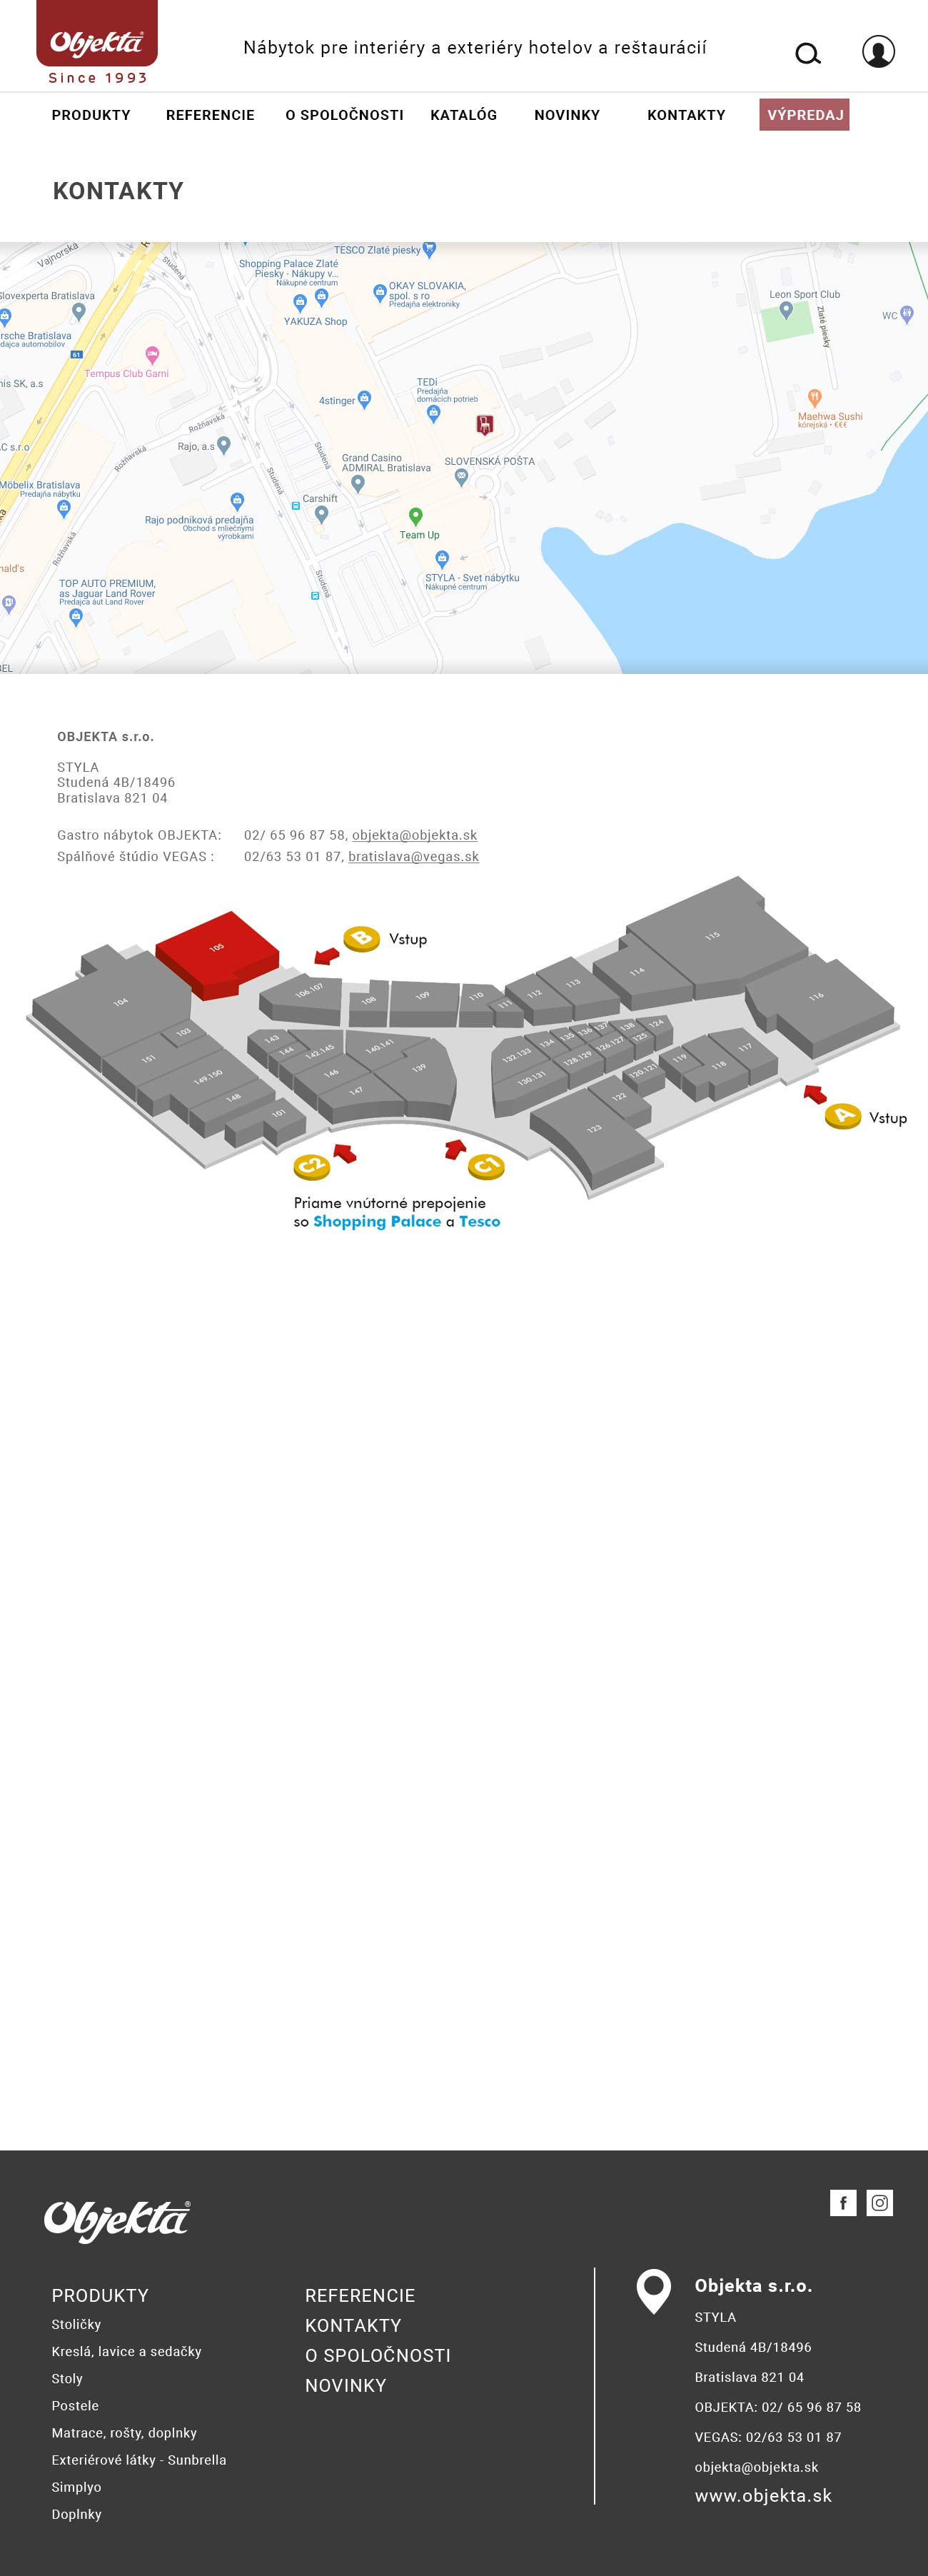 Objekta®
Since 1993
Nábytok pre interiéry a exteriéry hotelov a reštaurácií
PRODUKTY REFERENCIE O SPOLOČNOSTI KATALÓG NOVINKY KONTAKTY VÝPREDAJ
KONTAKTY
Vajnorská
Studená
TESCO Zlaté piesky
Shopping Palace Zlaté
Piesky - Nákupy v...
Nákupné centrum
OKAY SLOVAKIA,
spol. s ro
Predajňa elektroniky
YAKUZA Shop
Slovexperta Bratislava
Leon Sport Club
WC
Zlaté piesky
61
Tempus Club Garni
TEDi
Predajňa
domácich potrieb
4stinger
Maehwa Sushi
kórejská • €€€
Rožňavská
Rajo, a.s
Studená
Rožňavská
Grand Casino
ADMIRAL Bratislava
SLOVENSKÁ POŠTA
Studená
Möbelix Bratislava
Predajňa nábytku
Carshift
Rajo podniková predajňa
Obchod s mliečnymi
výrobkami
Team Up
Rožňavská
STYLA - Svet nábytku
Nákupné centrum
TOP AUTO PREMIUM,
as Jaguar Land Rover
Predajca áut Land Rover
Studená
OBJEKTA s.r.o.
STYLA
Studená 4B/18496
Bratislava 821 04
Gastro nábytok OBJEKTA: 02/ 65 96 87 58, objekta@objekta.sk
Spálňové štúdio VEGAS : 02/63 53 01 87, bratislava@vegas.sk
B Vstup
105
115
104
106.107
108
109
110
111
112
113
114
116
103
151
149.150
148
101
143
144
142.145
146
147
140.141
139
132.133
134
135
136
137
138
124
130.131
128.129
126.127
125
120.121
119
118
117
122
123
A Vstup
C2
C1
Priame vnútorné prepojenie
so Shopping Palace a Tesco
Objekta®
PRODUKTY
Stoličky
Kreslá, lavice a sedačky
Stoly
Postele
Matrace, rošty, doplnky
Exteriérové látky - Sunbrella
Simplyo
Doplnky
REFERENCIE
KONTAKTY
O SPOLOČNOSTI
NOVINKY
Objekta s.r.o.
STYLA
Studená 4B/18496
Bratislava 821 04
OBJEKTA: 02/ 65 96 87 58
VEGAS: 02/63 53 01 87
objekta@objekta.sk
www.objekta.sk